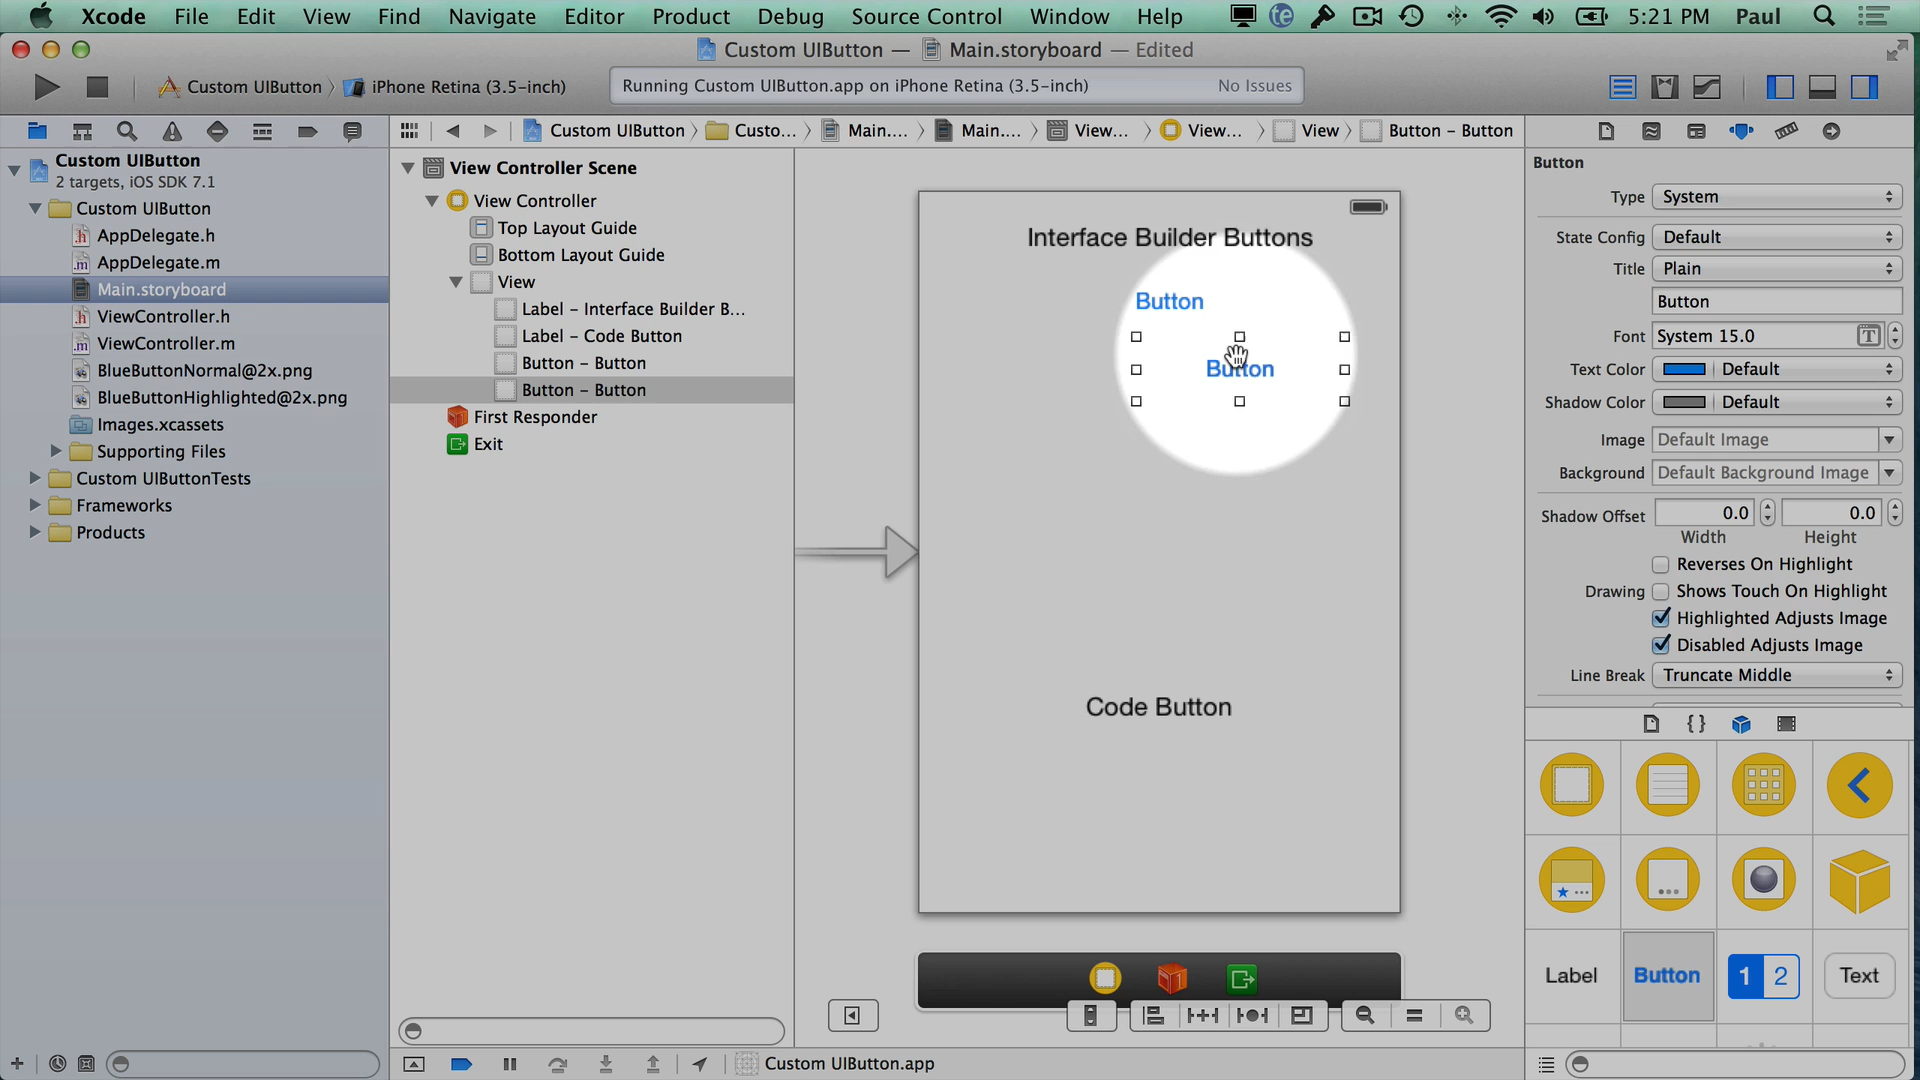 Xcode File Edit View Find Navigate Editor Product Debug Source Control Window Help te 5:21 PM Paul
Custom UIButton — Main.storyboard — Edited
Custom UIButton iPhone Retina (3.5-inch) Running Custom UIButton.app on iPhone Retina (3.5-inch) No Issues
Custom UIButton Custo... Main.... Main.... View... View... View Button – Button
Custom UIButton
2 targets, iOS SDK 7.1
Custom UIButton
AppDelegate.h
AppDelegate.m
Main.storyboard
ViewController.h
ViewController.m
BlueButtonNormal@2x.png
BlueButtonHighlighted@2x.png
Images.xcassets
Supporting Files
Custom UIButtonTests
Frameworks
Products
View Controller Scene
View Controller
Top Layout Guide
Bottom Layout Guide
View
Label – Interface Builder B...
Label – Code Button
Button – Button
Button – Button
First Responder
Exit
Interface Builder Buttons
Button
Button
Code Button
Button
Type System
State Config Default
Title Plain
Button
Font System 15.0
Text Color Default
Shadow Color Default
Image Default Image
Background Default Background Image
Shadow Offset 0.0 0.0
Width Height
Reverses On Highlight
Drawing Shows Touch On Highlight
Highlighted Adjusts Image
Disabled Adjusts Image
Line Break Truncate Middle
Label Button 1 2 Text
Custom UIButton.app